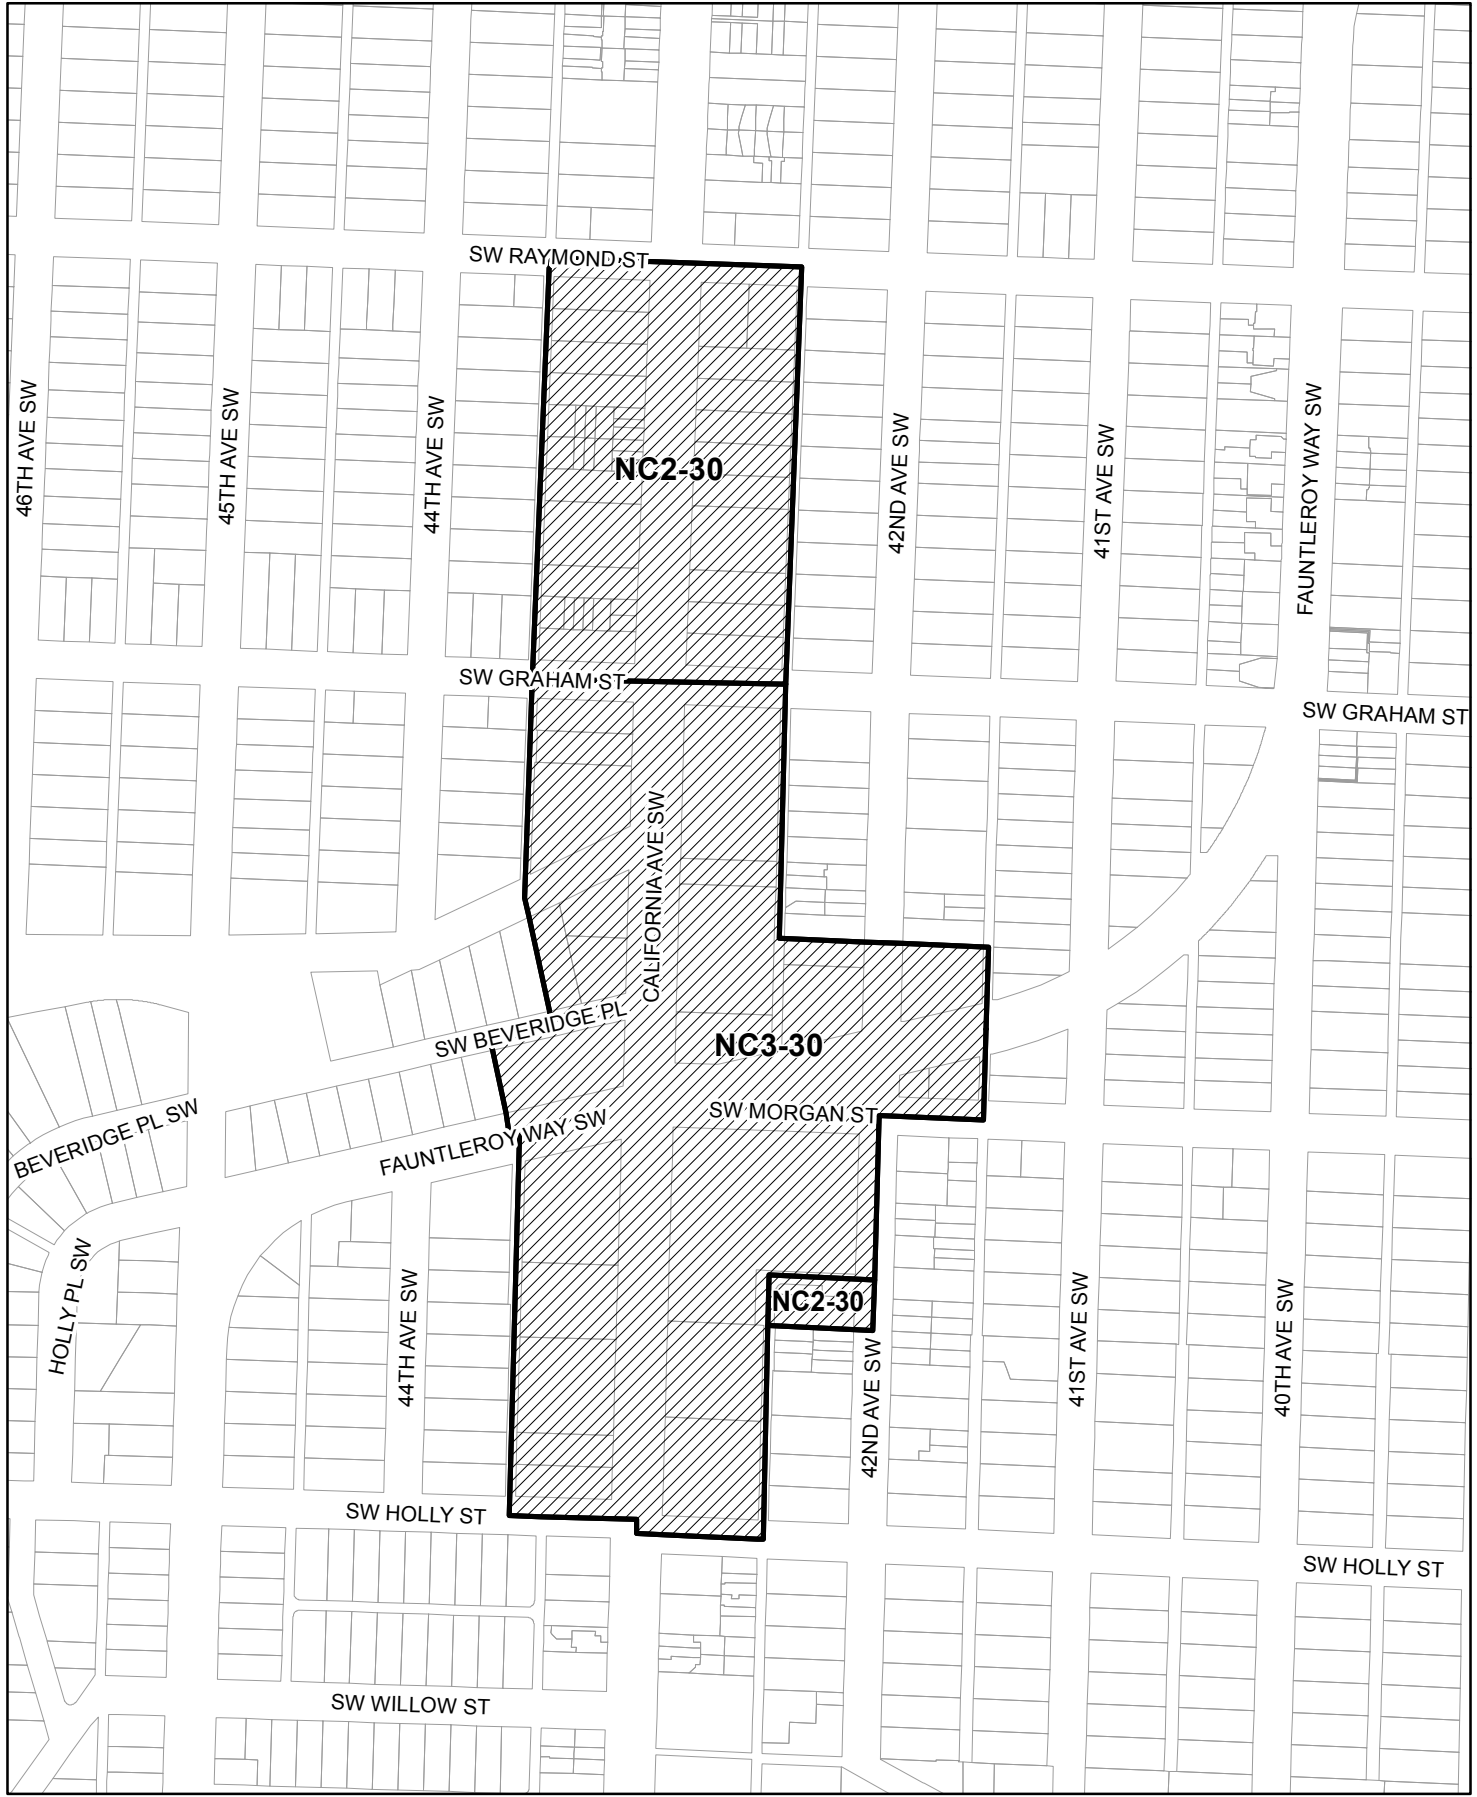 SW RAYMOND ST
46TH AVE SW
45TH AVE SW
44TH AVE SW
NC2-30
42ND AVE SW
41ST AVE SW
FAUNTLEROY WAY SW
SW GRAHAM ST
SW GRAHAM ST
CALIFORNIA AVE SW
SW BEVERIDGE PL
NC3-30
BEVERIDGE PL SW
FAUNTLEROY WAY SW
SW MORGAN ST
HOLLY PL SW
44TH AVE SW
NC2-30
42ND AVE SW
41ST AVE SW
40TH AVE SW
SW HOLLY ST
SW HOLLY ST
SW WILLOW ST